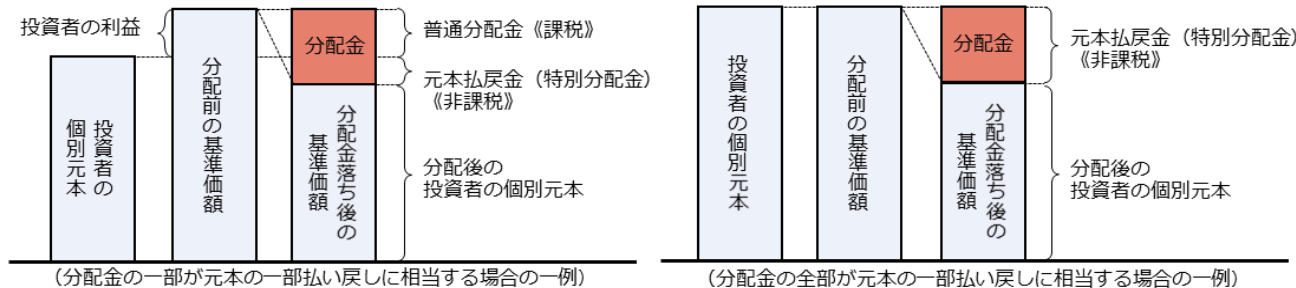 投資者の利益
投資者の
個別元本
分配前の基準価額
分配金
分配金落ち後の
基準価額
普通分配金《課税》
元本払戻金（特別分配金）
《非課税》
分配後の
投資者の個別元本
（分配金の一部が元本の一部払い戻しに相当する場合の一例）
投資者の個別元本
分配前の基準価額
分配金
分配金落ち後の
基準価額
元本払戻金（特別分配金）
《非課税》
分配後の
投資者の個別元本
（分配金の全部が元本の一部払い戻しに相当する場合の一例）